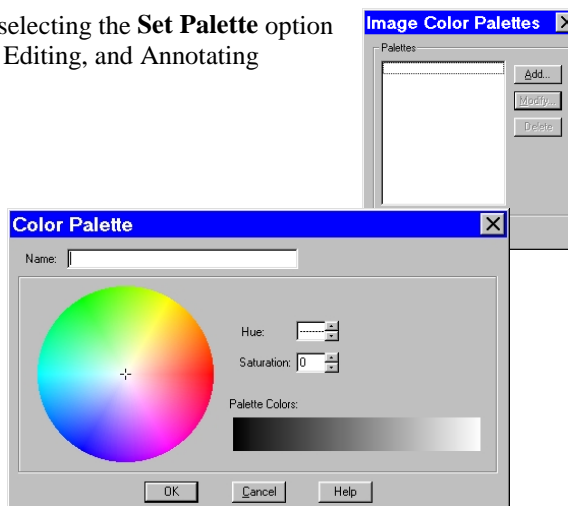 selecting the Set Palette option
Editing, and Annotating
Image Color Palettes
Palettes
Add...
Modify...
Delete
Color Palette
Name:
Hue:
Saturation: 0
Palette Colors:
OK Cancel Help